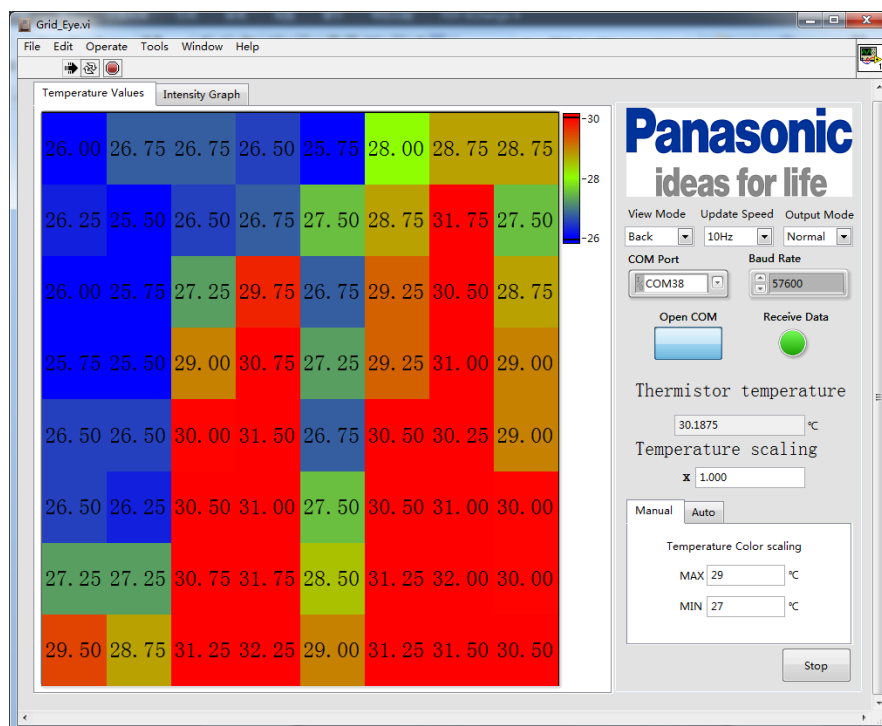 Grid_Eye.vi
File Edit Operate Tools Window Help
Temperature Values Intensity Graph
26.00 26.75 26.75 26.50 25.75 28.00 28.75 28.75
26.25 25.50 26.50 26.75 27.50 28.75 31.75 27.50
26.00 25.75 27.25 29.75 26.75 29.25 30.50 28.75
25.75 25.50 29.00 30.75 27.25 29.25 31.00 29.00
26.50 26.50 30.00 31.50 26.75 30.50 30.25 29.00
26.50 26.25 30.50 31.00 27.50 30.50 31.00 30.00
27.25 27.25 30.75 31.75 28.50 31.25 32.00 30.00
29.50 28.75 31.25 32.25 29.00 31.25 31.50 30.50
30
28
26
Panasonic
ideas for life
View Mode Update Speed Output Mode
Back 10Hz Normal
COM Port Baud Rate
COM38 57600
Open COM Receive Data
Thermistor temperature
30.1875 ℃
Temperature scaling
x 1.000
Manual Auto
Temperature Color scaling
MAX 29 ℃
MIN 27 ℃
Stop